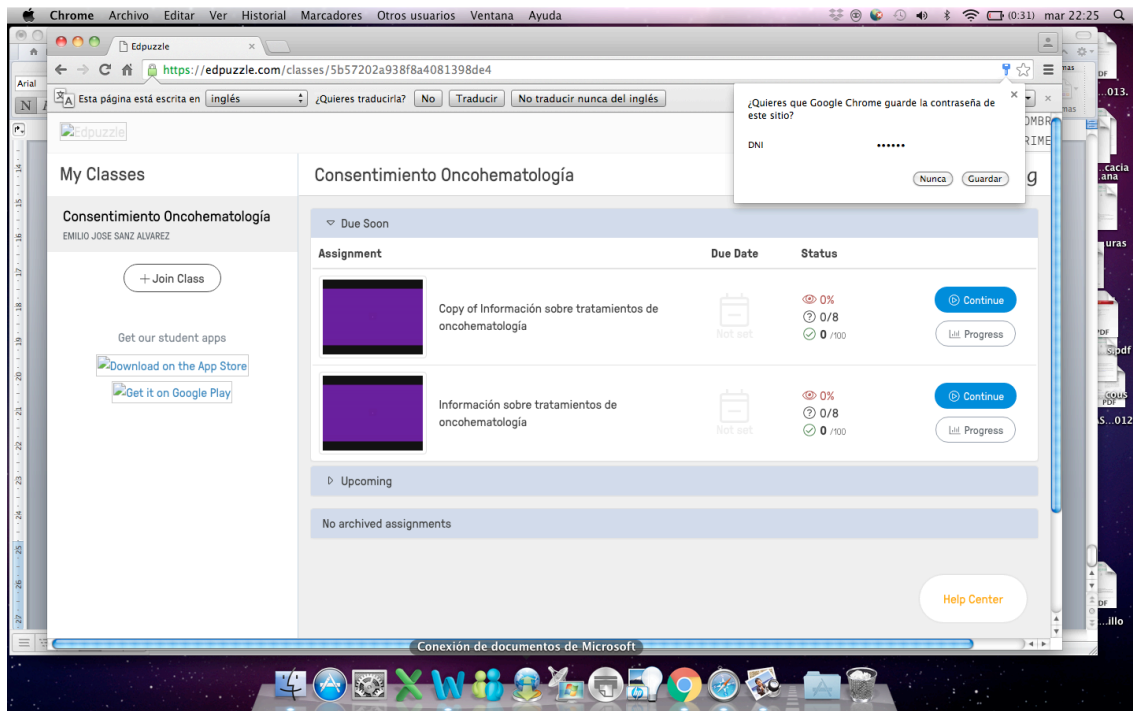 Chrome Archivo Editar Ver Historial Marcadores Otros usuarios Ventana Ayuda (0:31) mar 22:25
Edpuzzle
https://edpuzzle.com/classes/5b57202a938f8a4081398de4
Arial
Esta página está escrita en inglés ¿Quieres traducirla? No Traducir No traducir nunca del inglés
¿Quieres que Google Chrome guarde la contraseña de
este sitio?
DNI ••••••
Nunca Guardar
Edpuzzle
My Classes
Consentimiento Oncohematología
EMILIO JOSE SANZ ALVAREZ
+ Join Class
Get our student apps
Download on the App Store
Get it on Google Play
Consentimiento Oncohematología
Due Soon
Assignment Due Date Status
Copy of Información sobre tratamientos de
oncohematología
Not set
0%
0/8
0 /100
Continue
Progress
Información sobre tratamientos de
oncohematología
Not set
0%
0/8
0 /100
Continue
Progress
Upcoming
No archived assignments
Help Center
Conexión de documentos de Microsoft